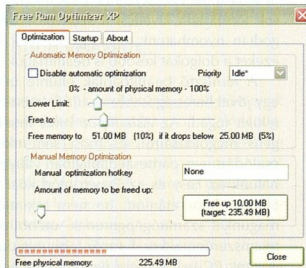 Free Ram Optimizer XP
Optimization Startup About
Automatic Memory Optimization
Disable automatic optimization Priority Idle*
0% - amount of physical memory - 100%
Lower Limit:
Free to:
Free memory to 51.00 MB (10%) if it drops below 25.00 MB (5%)
Manual Memory Optimization
Manual optimization hotkey None
Amount of memory to be freed up:
Free up 10.00 MB
(target: 235.49 MB)
Free physical memory: 225.49 MB
Close